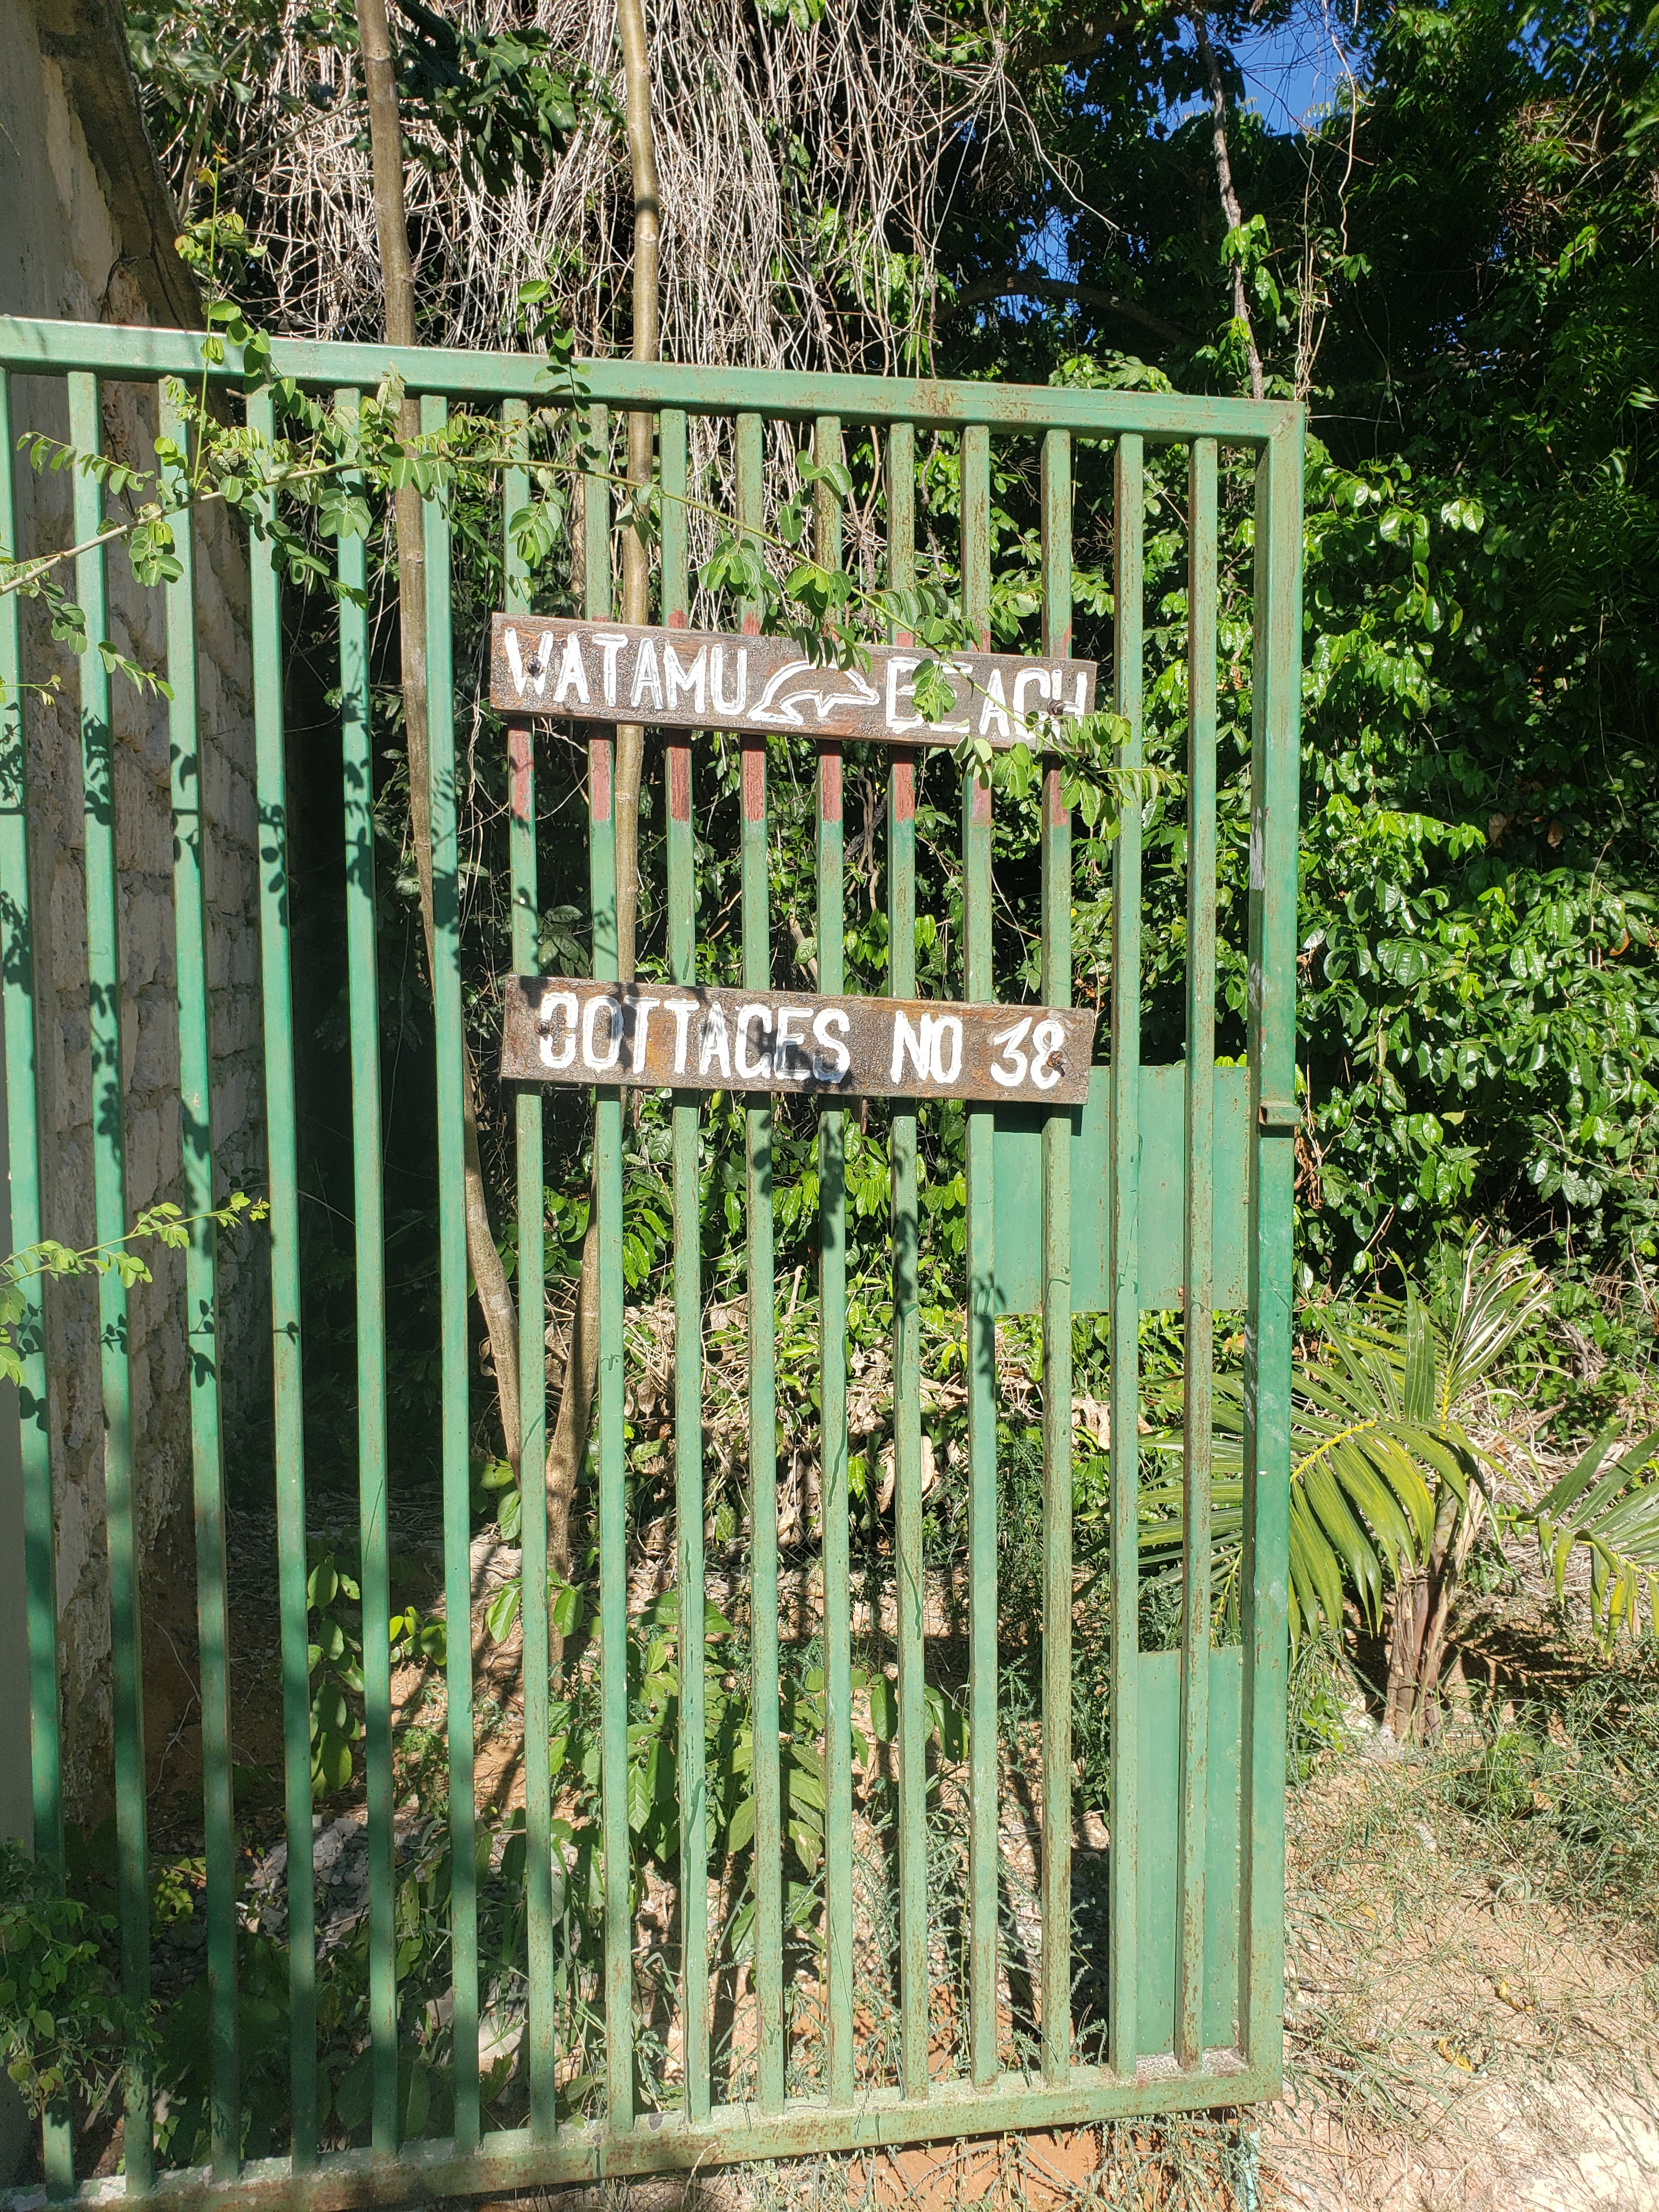 WATAMU BEACH
COTTAGES NO 38